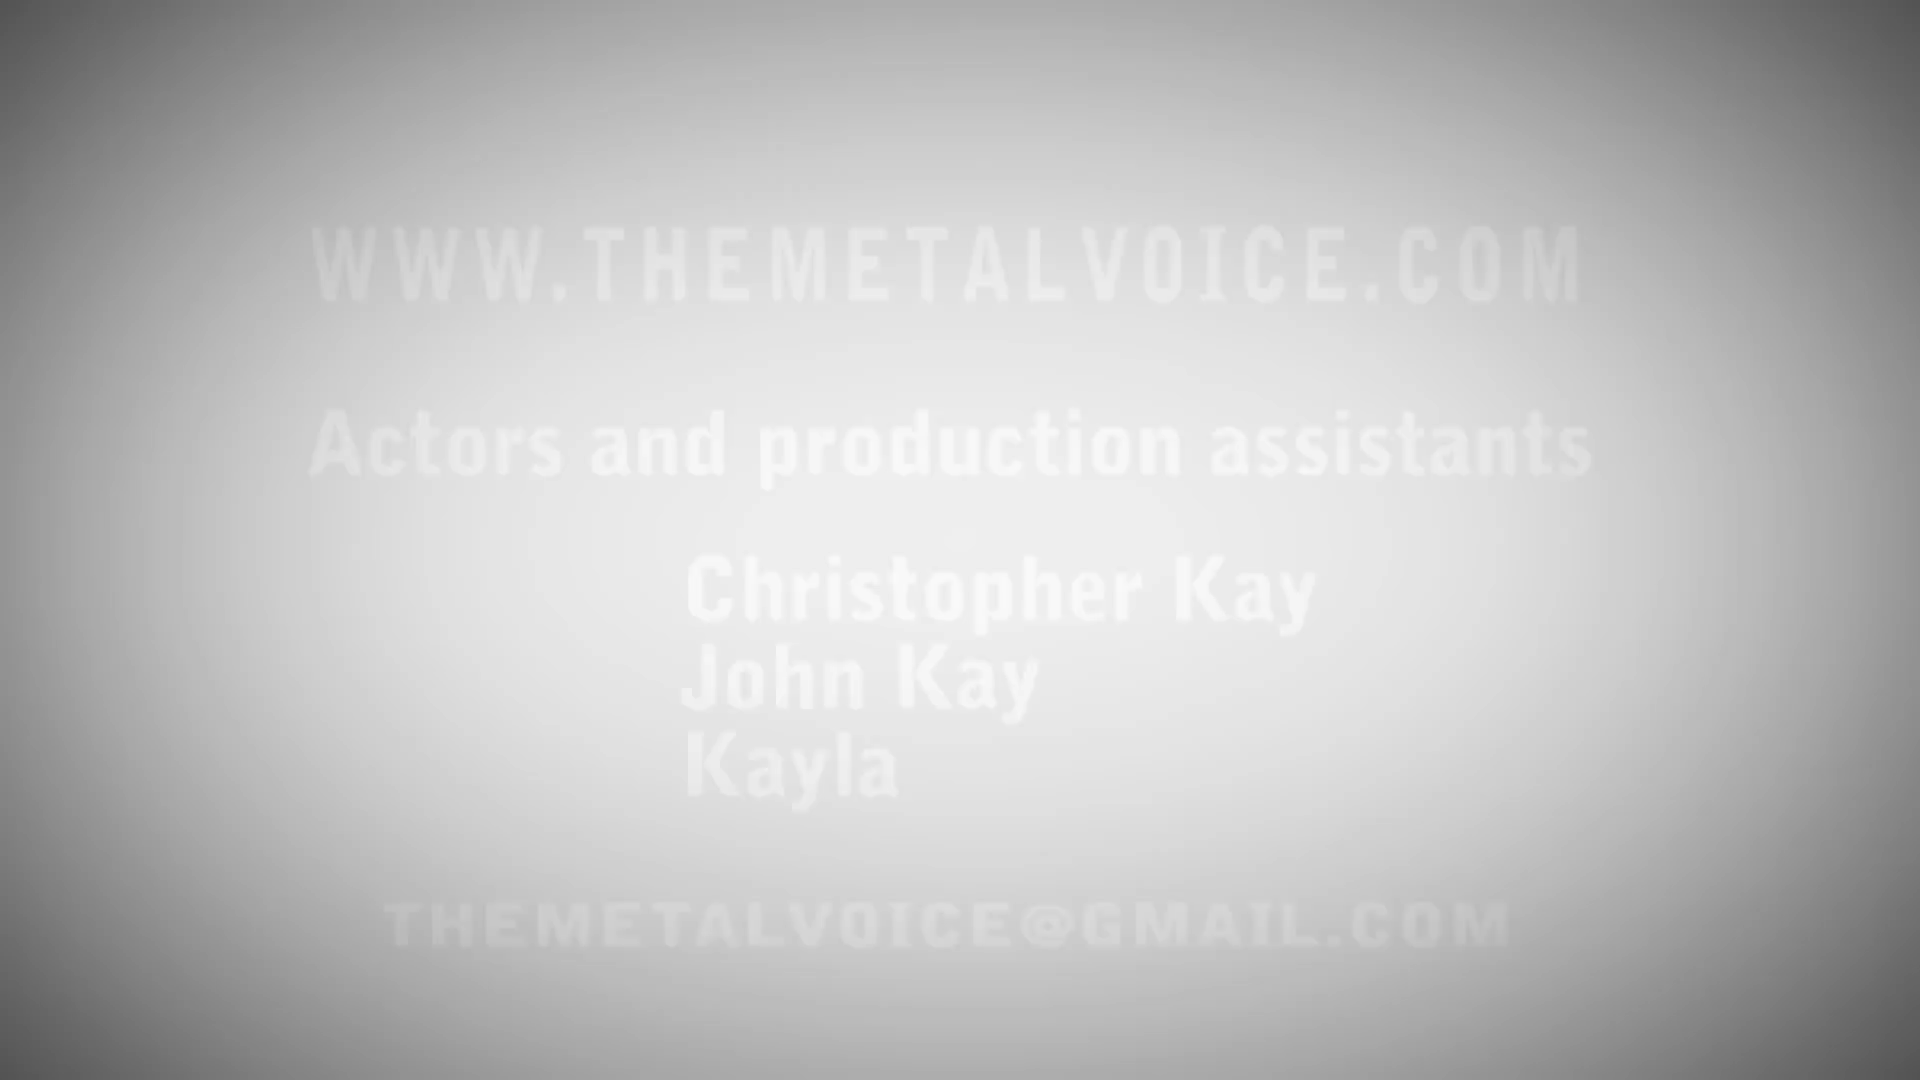 WWW.THEMETALVOICE.COM
Actors and production assistants
Christopher Kay
John Kay
Kayla
THEMETALVOICE@GMAIL.COM